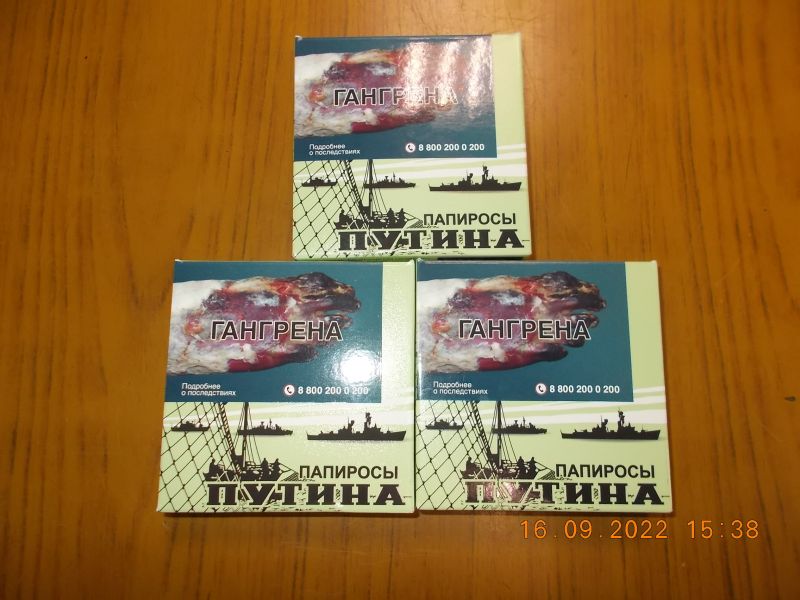 ГАНГРЕНА
Подробнее
о последствиях
8 800 200 0 200
ПАПИРОСЫ
ПУТИНА
ГАНГРЕНА
Подробнее
о последствиях
8 800 200 0 200
ПАПИРОСЫ
ПУТИНА
ГАНГРЕНА
Подробнее
о последствиях
8 800 200 0 200
ПАПИРОСЫ
ПУТИНА
16.09.2022 15:38